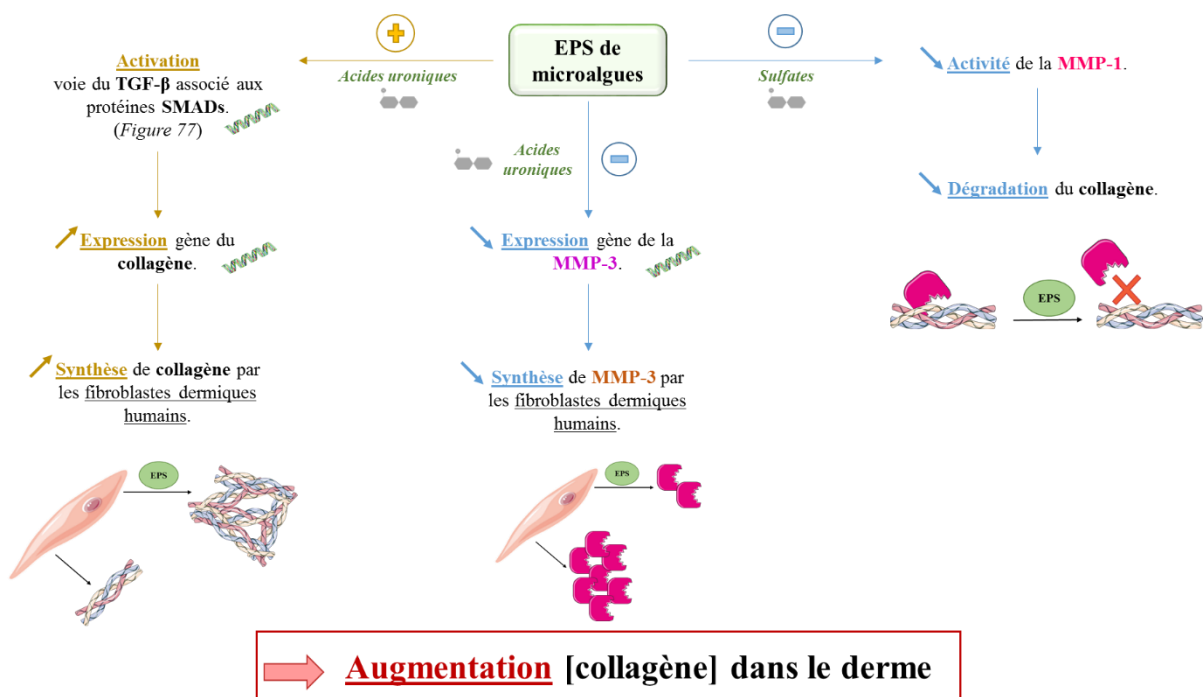 EPS de
microalgues
Acides uroniques
Activation
voie du TGF-β associé aux
protéines SMADs.
(Figure 77)
Expression gène du
collagène.
Synthèse de collagène par
les fibroblastes dermiques
humains.
EPS
Acides
uroniques
Expression gène de la
MMP-3.
Synthèse de MMP-3 par
les fibroblastes dermiques
humains.
EPS
Sulfates
Activité de la MMP-1.
Dégradation du collagène.
EPS
Augmentation [collagène] dans le derme